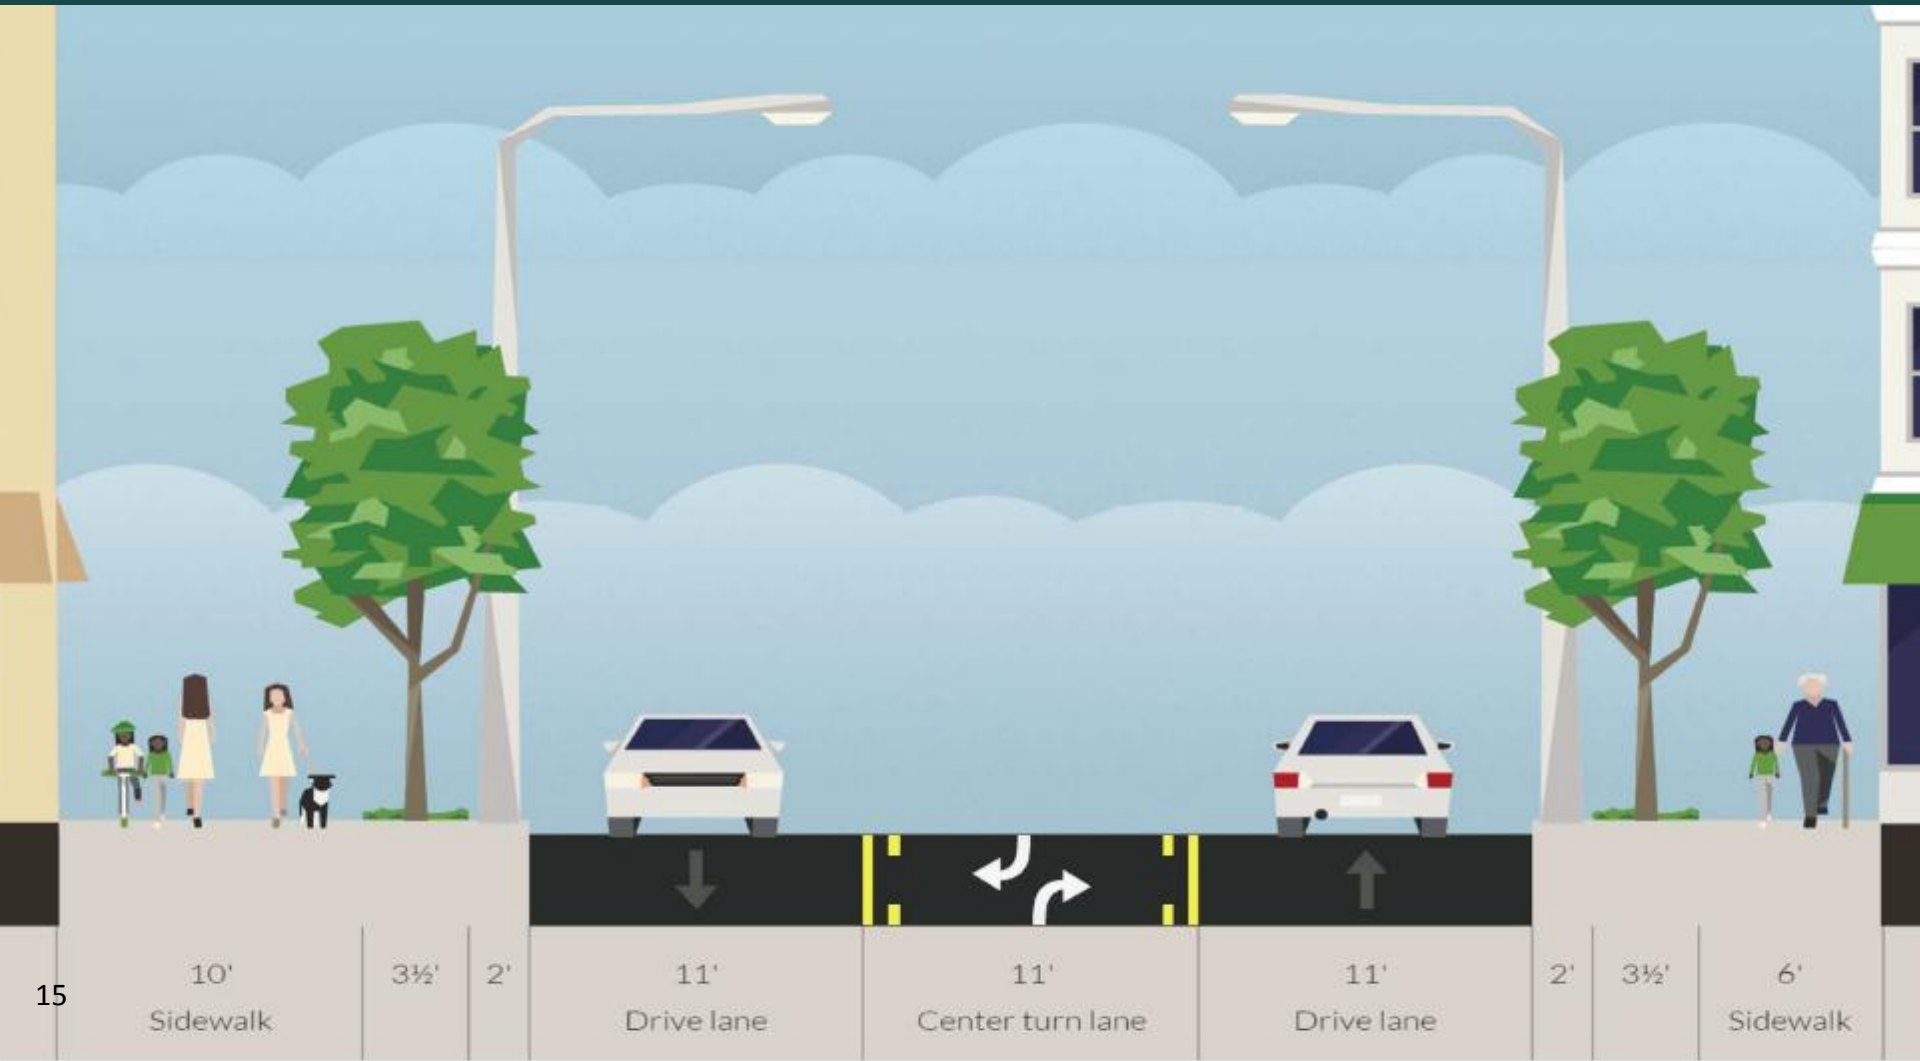 10' 3½' 2' 11' 11' 11' 2' 3½' 6'
15
Sidewalk Drive lane Center turn lane Drive lane Sidewalk